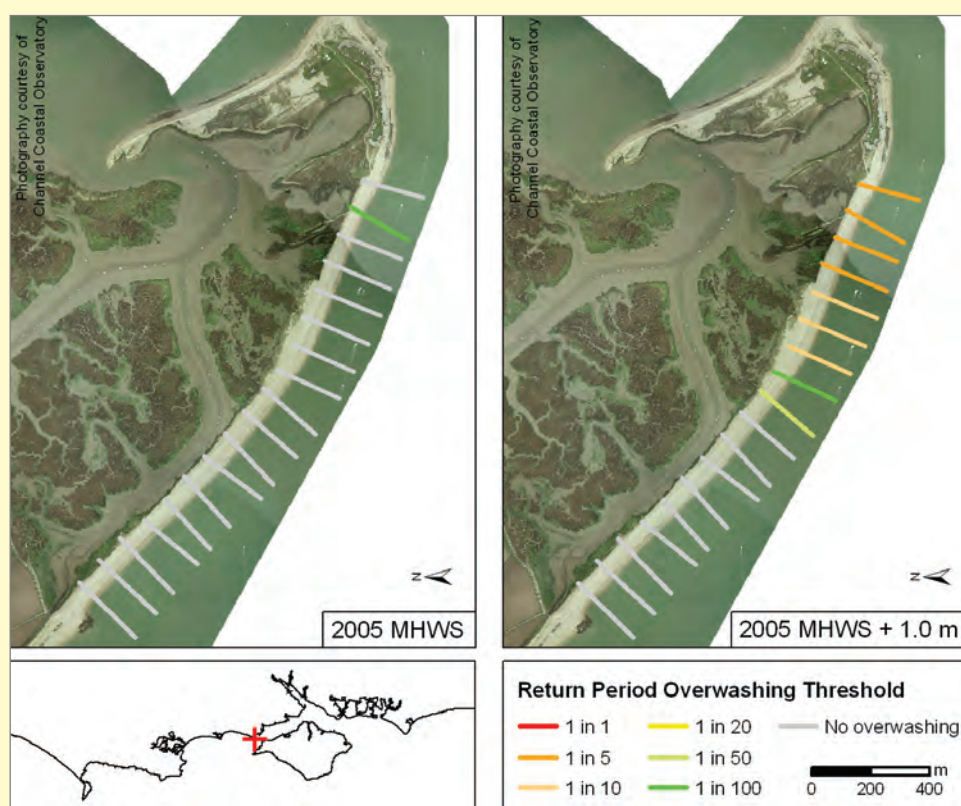 © Photography courtesy of
Channel Coastal Observatory
N
2005 MHWS
© Photography courtesy of
Channel Coastal Observatory
N
2005 MHWS + 1.0 m
Return Period Overwashing Threshold
1 in 1
1 in 20
No overwashing
1 in 5
1 in 50
m
1 in 10
1 in 100
0 200 400